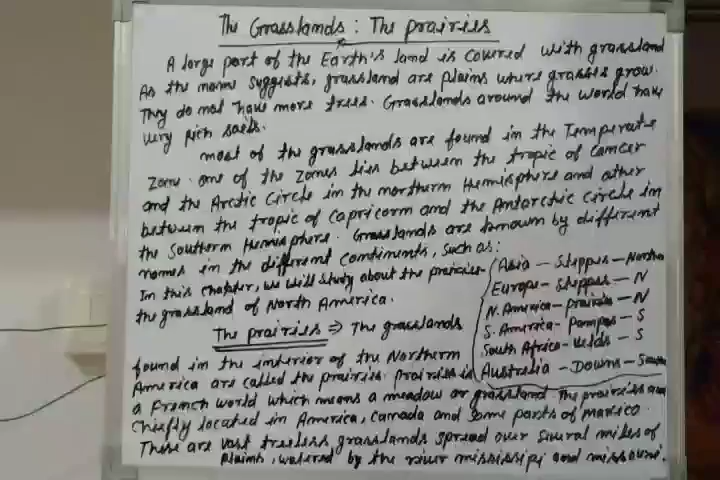 The Grasslands : The prairies
A large part of the Earth's land is covered with grassland
As the name suggests, grassland are plains where grasses grow.
They do not have more trees. Grasslands around the world have
very rich soils.
most of the grasslands are found in the Temperate
zone. one of the zones lies between the tropic of cancer
and the Arctic Circle in the northern Hemisphere and other
between the tropic of Capricorn and the Antarctic circle in
the Southern Hemisphere. Grasslands are known by different
names in the different continents, such as:
In this chapter, we will study about the prairies-
the grassland of North America.
Asia - Steppes - Northern
Europe - Steppes - N
N. America - prairies - N
S. America - Pampas - S
South Africa - Velds - S
Australia - Downs - Southern
The prairies ⇒ The grasslands
found in the interior of the Northern
America are called the prairies. prairies is
a French world which means a meadow or grassland. The prairies are
chiefly located in America, Canada and some parts of mexico.
These are vast treeless grasslands spread over several miles of
plains, watered by the river mississipi and missouri.